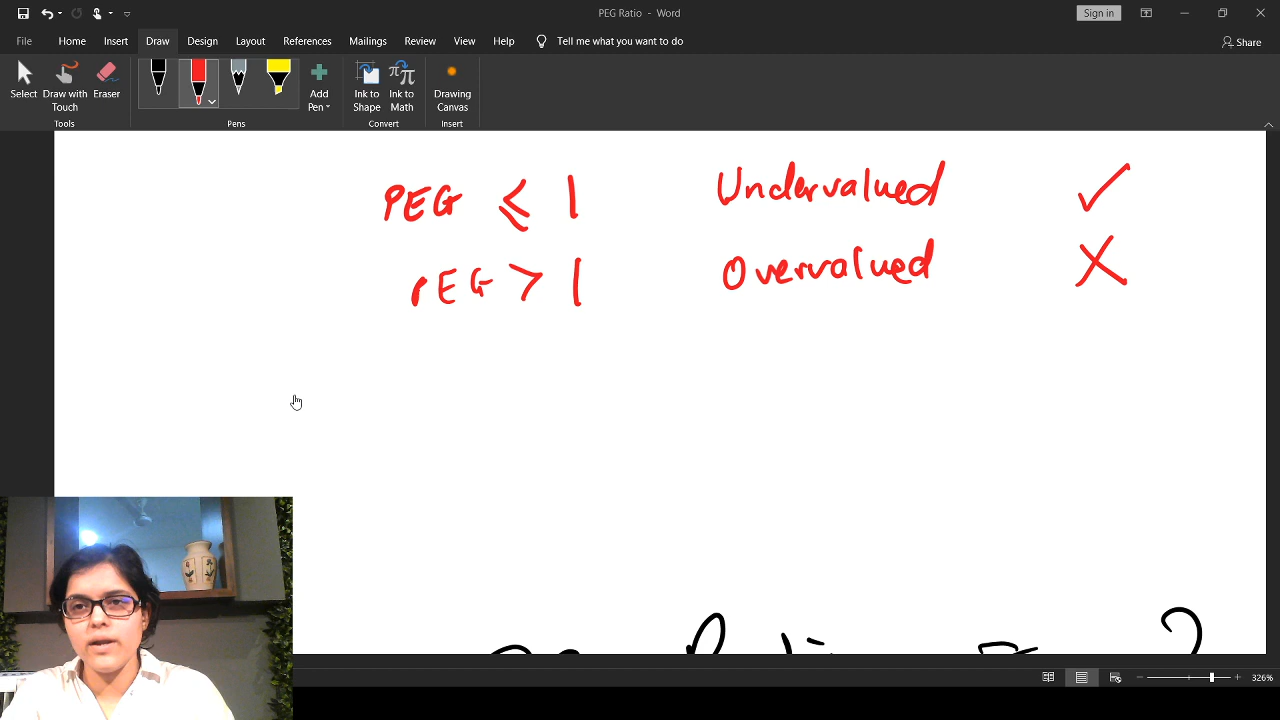 PEG Ratio - Word
Sign in
File Home Insert Draw Design Layout References Mailings Review View Help Tell me what you want to do
Share
Select
Draw with Touch
Eraser
Add Pen
Ink to Shape
Ink to Math
Drawing Canvas
Tools Pens Convert Insert
PEG ≤ 1 Undervalued ✓
PEG > 1 Overvalued X
326%